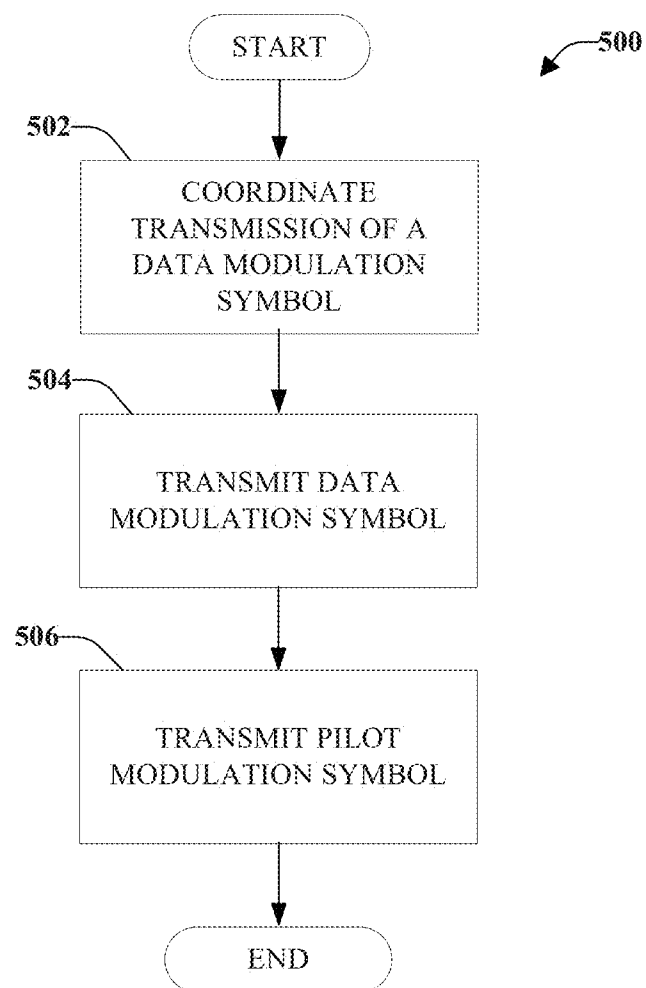 START
500
502
COORDINATE
TRANSMISSION OF A
DATA MODULATION
SYMBOL
504
TRANSMIT DATA
MODULATION SYMBOL
506
TRANSMIT PILOT
MODULATION SYMBOL
END